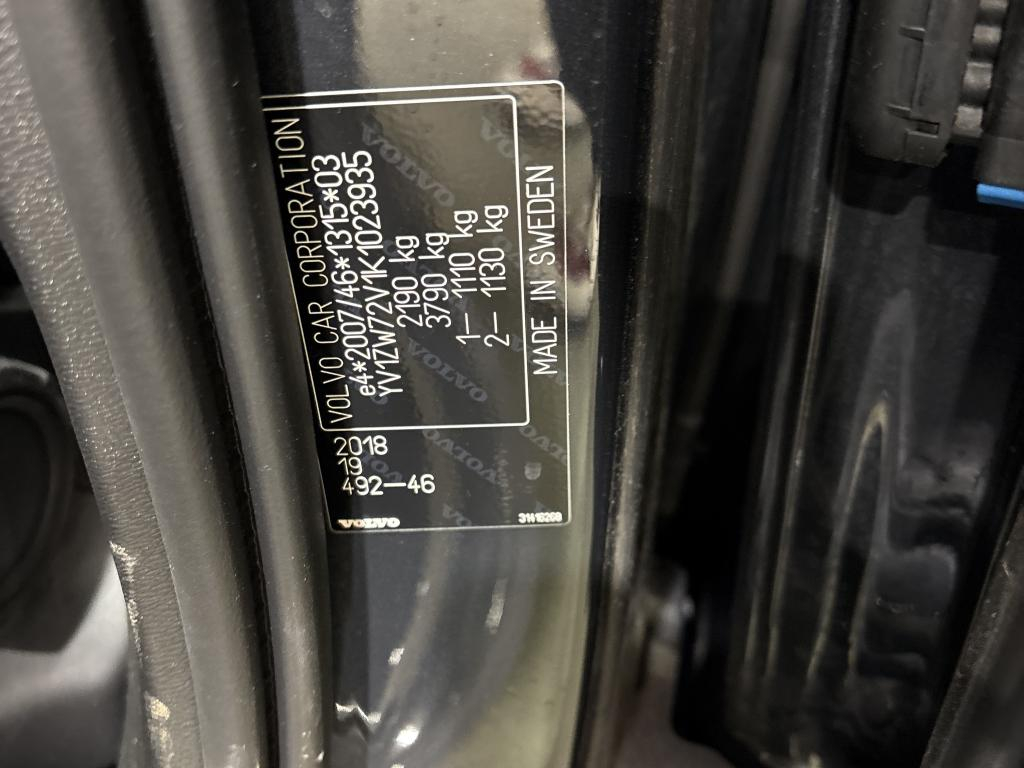 VOLVO CAR CORPORATION
e4*2007/46*1315*03
YV1ZW72V1K1023935
2190 kg
3790 kg
1– 1110 kg
2– 1130 kg
MADE IN SWEDEN
2018
19
492–46
VOLVO